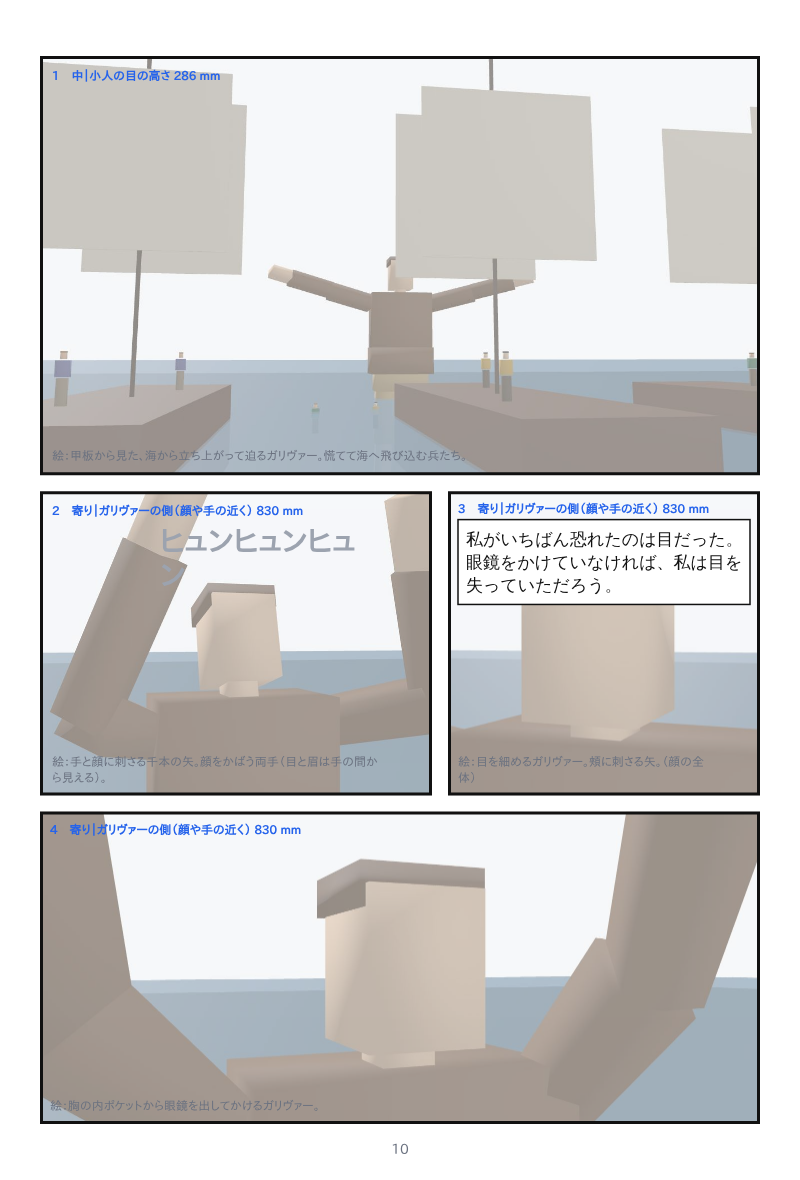 1 中|小人の目の高さ 286 mm
絵：甲板から見た、海から立ち上がって迫るガリヴァー。慌てて海へ飛び込む兵たち。
2 寄り|ガリヴァーの側（顔や手の近く） 830 mm
ヒュンヒュンヒュ
ン
絵：手と顔に刺さる千本の矢。顔をかばう両手（目と眉は手の間か
ら見える）。
3 寄り|ガリヴァーの側（顔や手の近く） 830 mm
私がいちばん恐れたのは目だった。
眼鏡をかけていなければ、私は目を
失っていただろう。
絵：目を細めるガリヴァー。頬に刺さる矢。（顔の全
体）
4 寄り|ガリヴァーの側（顔や手の近く） 830 mm
絵：胸の内ポケットから眼鏡を出してかけるガリヴァー。
10